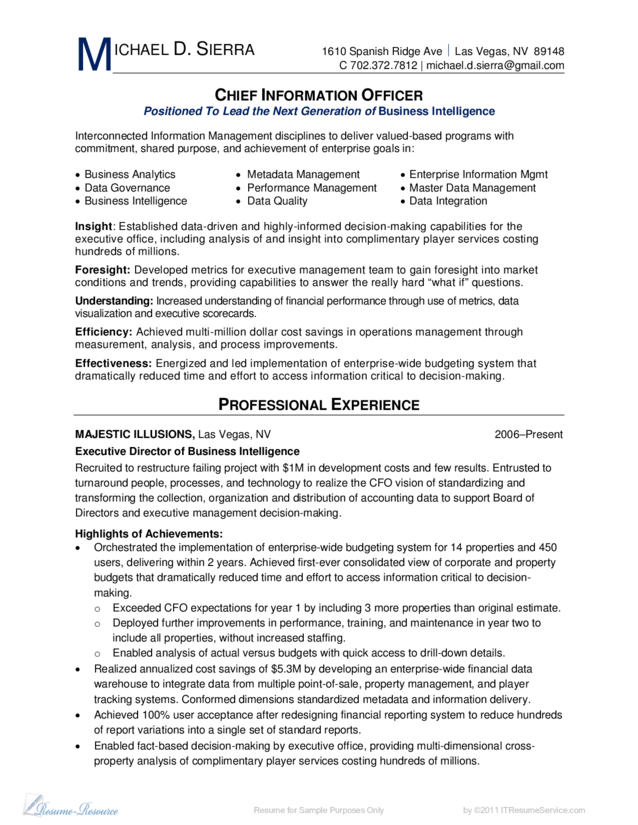 MICHAEL D. SIERRA
1610 Spanish Ridge Ave | Las Vegas, NV 89148
C 702.372.7812 | michael.d.sierra@gmail.com
CHIEF INFORMATION OFFICER
Positioned To Lead the Next Generation of Business Intelligence
Interconnected Information Management disciplines to deliver valued-based programs with
commitment, shared purpose, and achievement of enterprise goals in:
• Business Analytics • Metadata Management • Enterprise Information Mgmt
• Data Governance • Performance Management • Master Data Management
• Business Intelligence • Data Quality • Data Integration
Insight: Established data-driven and highly-informed decision-making capabilities for the
executive office, including analysis of and insight into complimentary player services costing
hundreds of millions.
Foresight: Developed metrics for executive management team to gain foresight into market
conditions and trends, providing capabilities to answer the really hard “what if” questions.
Understanding: Increased understanding of financial performance through use of metrics, data
visualization and executive scorecards.
Efficiency: Achieved multi-million dollar cost savings in operations management through
measurement, analysis, and process improvements.
Effectiveness: Energized and led implementation of enterprise-wide budgeting system that
dramatically reduced time and effort to access information critical to decision-making.
PROFESSIONAL EXPERIENCE
MAJESTIC ILLUSIONS, Las Vegas, NV 2006–Present
Executive Director of Business Intelligence
Recruited to restructure failing project with $1M in development costs and few results. Entrusted to
turnaround people, processes, and technology to realize the CFO vision of standardizing and
transforming the collection, organization and distribution of accounting data to support Board of
Directors and executive management decision-making.
Highlights of Achievements:
• Orchestrated the implementation of enterprise-wide budgeting system for 14 properties and 450
users, delivering within 2 years. Achieved first-ever consolidated view of corporate and property
budgets that dramatically reduced time and effort to access information critical to decision-
making.
o Exceeded CFO expectations for year 1 by including 3 more properties than original estimate.
o Deployed further improvements in performance, training, and maintenance in year two to
include all properties, without increased staffing.
o Enabled analysis of actual versus budgets with quick access to drill-down details.
• Realized annualized cost savings of $5.3M by developing an enterprise-wide financial data
warehouse to integrate data from multiple point-of-sale, property management, and player
tracking systems. Conformed dimensions standardized metadata and information delivery.
• Achieved 100% user acceptance after redesigning financial reporting system to reduce hundreds
of report variations into a single set of standard reports.
• Enabled fact-based decision-making by executive office, providing multi-dimensional cross-
property analysis of complimentary player services costing hundreds of millions.
Resume-Resource Resume for Sample Purposes Only by ©2011 ITResumeService.com